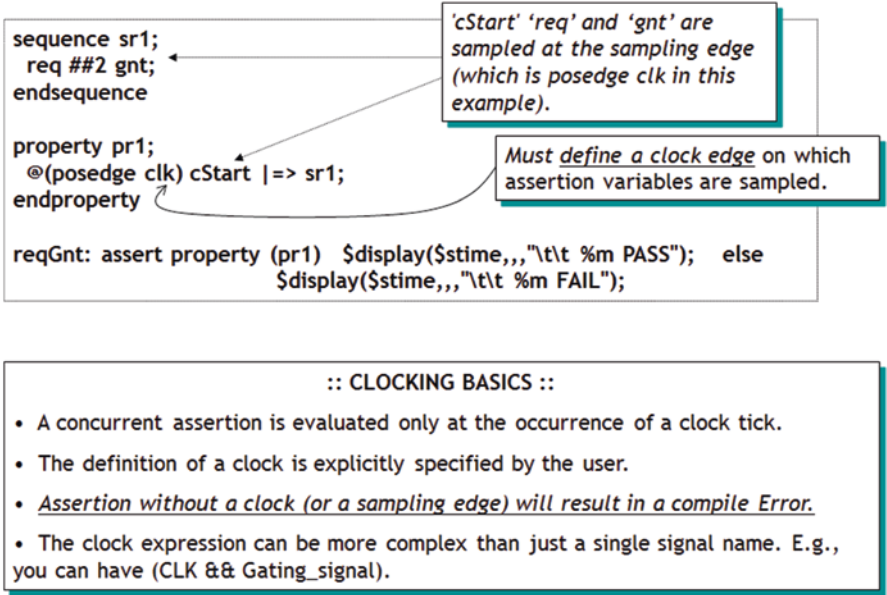 sequence sr1;
req ##2 gnt;
endsequence
'cStart' ‘req’ and ‘gnt’ are
sampled at the sampling edge
(which is posedge clk in this
example).
property pr1;
@(posedge clk) cStart |=> sr1;
endproperty
Must define a clock edge on which
assertion variables are sampled.
reqGnt: assert property (pr1) $display($stime,,,"\t\t %m PASS"); else
$display($stime,,,"\t\t %m FAIL");
:: CLOCKING BASICS ::
• A concurrent assertion is evaluated only at the occurrence of a clock tick.
• The definition of a clock is explicitly specified by the user.
• Assertion without a clock (or a sampling edge) will result in a compile Error.
• The clock expression can be more complex than just a single signal name. E.g.,
you can have (CLK && Gating_signal).